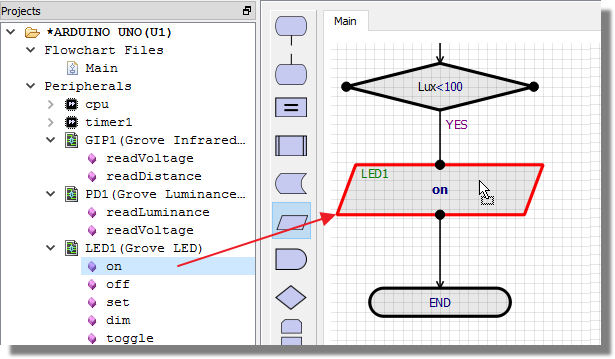 Projects
*ARDUINO UNO(U1)
Flowchart Files
Main
Peripherals
cpu
timer1
GIP1(Grove Infrared…
readVoltage
readDistance
PD1(Grove Luminance…
readLuminance
readVoltage
LED1(Grove LED)
on
off
set
dim
toggle
Main
Lux<100
YES
LED1
on
END